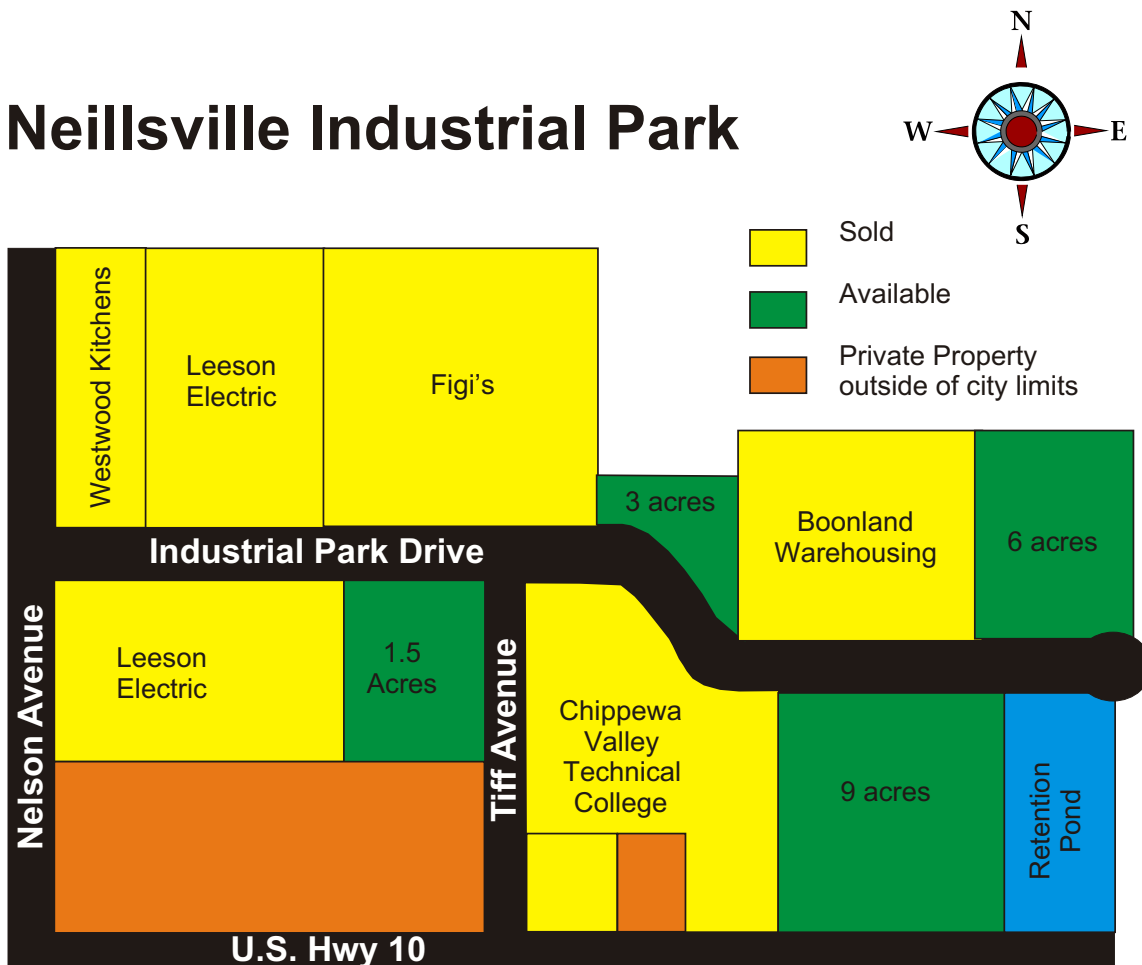 N
Neillsville Industrial Park
W
E
S
Sold
Available
Private Property
outside of city limits
Westwood Kitchens
Leeson
Electric
Figi's
3 acres
Boonland
Warehousing
6 acres
Industrial Park Drive
Nelson Avenue
Leeson
Electric
1.5
Acres
Tiff Avenue
Chippewa
Valley
Technical
College
9 acres
Retention
Pond
U.S. Hwy 10